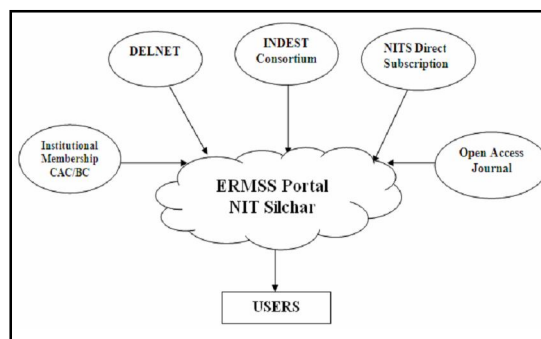 DELNET
INDEST
Consortium
NITS Direct
Subscription
Institutional
Membership
CAC/BC
Open Access
Journal
ERMSS Portal
NIT Silchar
USERS